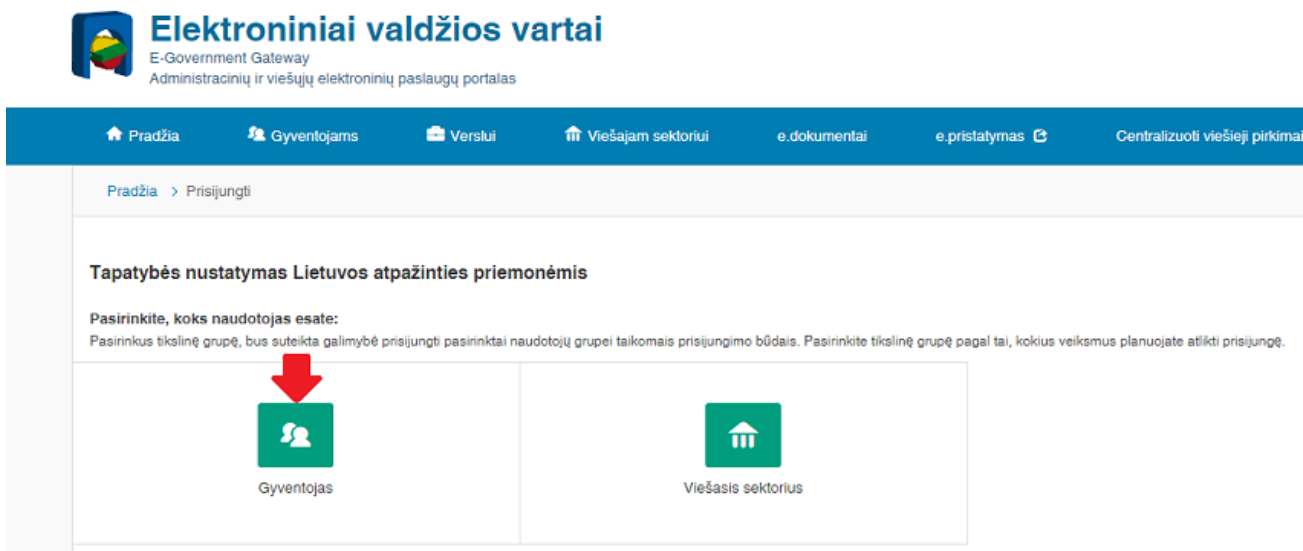 Elektroniniai valdžios vartai
E-Government Gateway
Administracinių ir viešųjų elektroninių paslaugų portalas
Pradžia Gyventojams Verslui Viešajam sektoriui e.dokumentai e.pristatymas Centralizuoti viešieji pirkimai
Pradžia > Prisijungti
Tapatybės nustatymas Lietuvos atpažinties priemonėmis
Pasirinkite, koks naudotojas esate:
Pasirinkus tikslinę grupę, bus suteikta galimybė prisijungti pasirinktai naudotojų grupei taikomais prisijungimo būdais. Pasirinkite tikslinę grupę pagal tai, kokius veiksmus planuojate atlikti prisijungę.
Gyventojas Viešasis sektorius